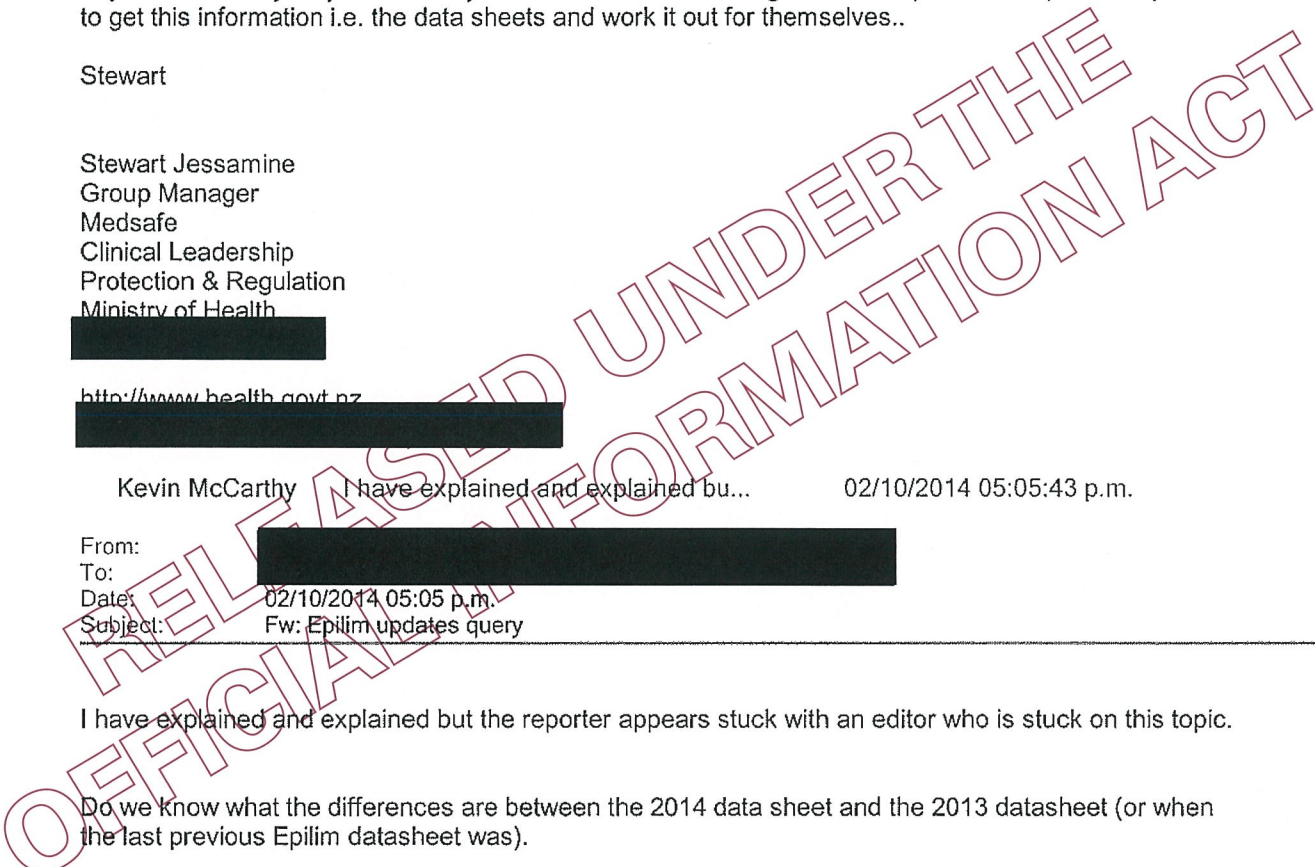 to get this information i.e. the data sheets and work it out for themselves..
Stewart
Stewart Jessamine
Group Manager
Medsafe
Clinical Leadership
Protection & Regulation
Ministry of Health
http://www.health.govt.nz
Kevin McCarthy I have explained and explained bu... 02/10/2014 05:05:43 p.m.
From:
To:
Date: 02/10/2014 05:05 p.m.
Subject: Fw: Epilim updates query
I have explained and explained but the reporter appears stuck with an editor who is stuck on this topic.
Do we know what the differences are between the 2014 data sheet and the 2013 datasheet (or when
the last previous Epilim datasheet was).
RELEASED UNDER THE
OFFICIAL INFORMATION ACT